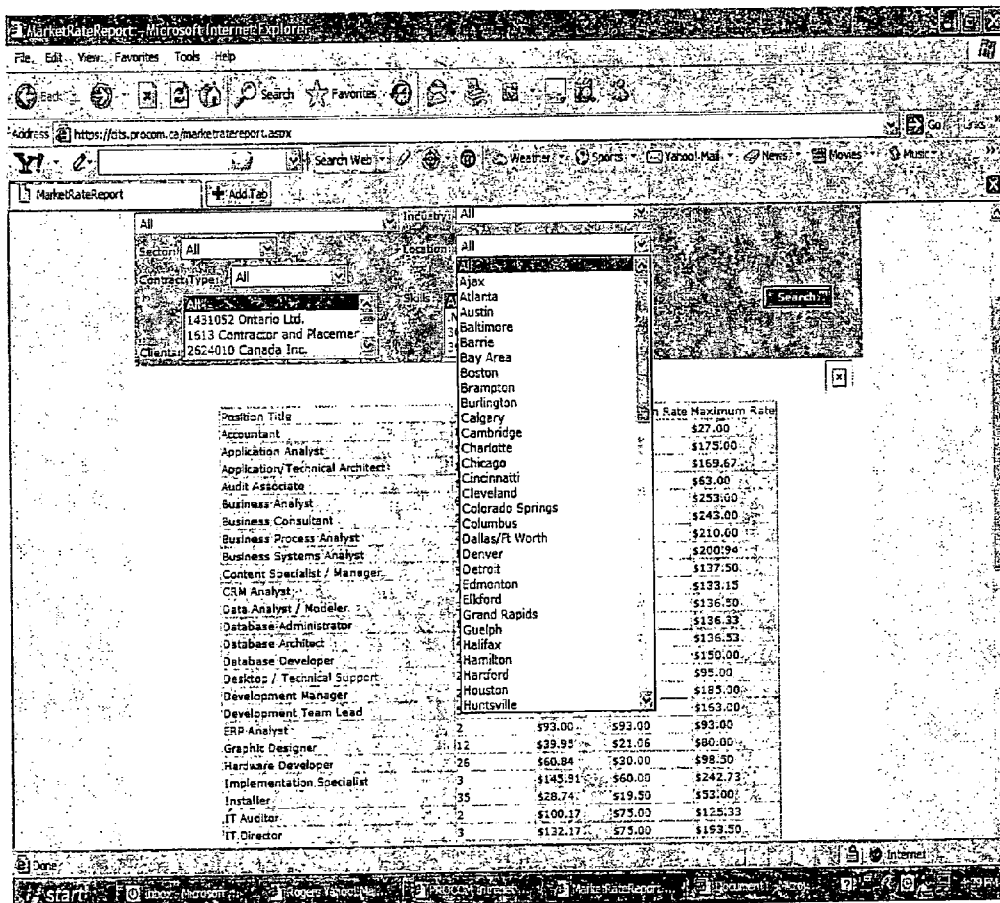 MarketRateReport - Microsoft Internet Explorer
File Edit View Favorites Tools Help
Back Search Favorites
Address https://cits.procom.ca/marketratereport.aspx Go Links
Y! Search Web Weather Sports Yahoo! Mail News Movies Music
MarketRateReport Add Tab
All Industry All
Sector All Location All
Contract Type All
Clients All
1431052 Ontario Ltd.
1613 Contractor and Placemer
2624010 Canada Inc.
Skills
Search
All
Ajax
Atlanta
Austin
Baltimore
Barrie
Bay Area
Boston
Brampton
Burlington
Calgary
Cambridge
Charlotte
Chicago
Cincinnatti
Cleveland
Colorado Springs
Columbus
Dallas/Ft Worth
Denver
Detroit
Edmonton
Elkford
Grand Rapids
Guelph
Halifax
Hamilton
Hartford
Houston
Huntsville
Position Title Rate Maximum Rate
Accountant $27.00
Application Analyst $175.00
Application/Technical Architect $169.67
Audit Associate $63.00
Business Analyst $253.00
Business Consultant $243.00
Business Process Analyst $210.00
Business Systems Analyst $200.94
Content Specialist / Manager $137.50
CRM Analyst $133.15
Data Analyst / Modeler $136.50
Database Administrator $136.33
Database Architect $136.53
Database Developer $150.00
Desktop / Technical Support $95.00
Development Manager $185.00
Development Team Lead $163.00
ERP Analyst 2 $93.00 $93.00 $93.00
Graphic Designer 12 $39.95 $21.06 $80.00
Hardware Developer 26 $60.84 $30.00 $98.50
Implementation Specialist 3 $145.91 $60.00 $242.73
Installer 35 $28.74 $19.50 $53.00
IT Auditor 2 $100.17 $75.00 $125.33
IT Director 3 $132.17 $75.00 $193.50
Done Internet
start Inbox - Microsoft Rogers Yahoo! Mail PROCOM Intranet MarketRateReport Document1